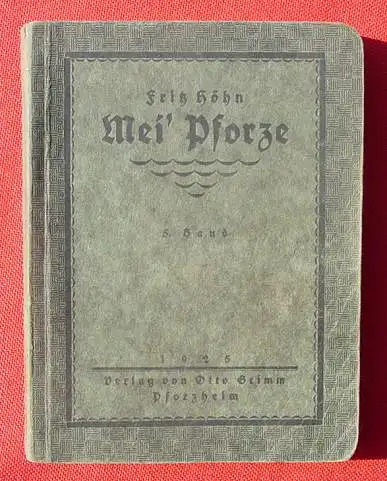 Fritz Höhn
Mei' Pforze
5. Band
1925
Verlag von Otto Grimm
Pforzheim